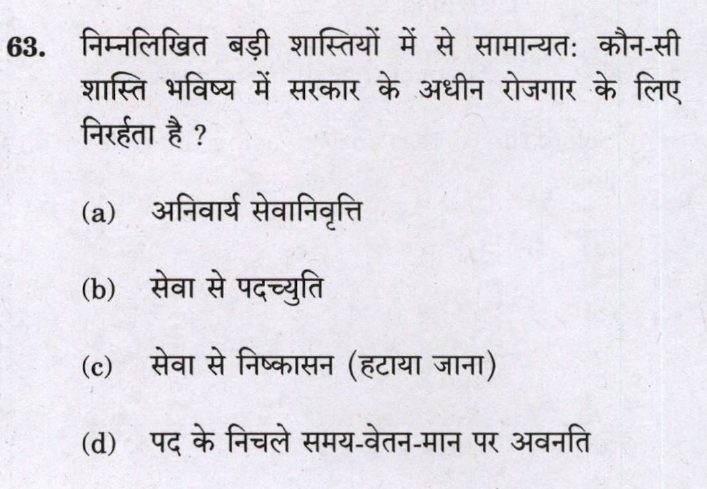 63. निम्नलिखित बड़ी शास्तियों में से सामान्यत: कौन-सी
शास्ति भविष्य में सरकार के अधीन रोजगार के लिए
निरर्हता है ?
(a) अनिवार्य सेवानिवृत्ति
(b) सेवा से पदच्युति
(c) सेवा से निष्कासन (हटाया जाना)
(d) पद के निचले समय-वेतन-मान पर अवनति